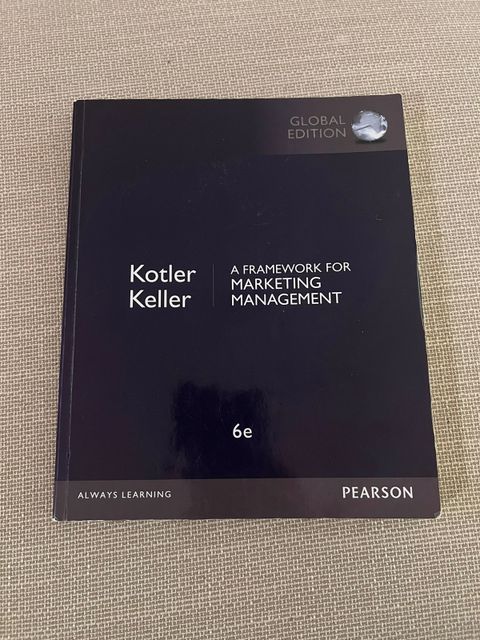 GLOBAL
EDITION
Kotler
Keller
A FRAMEWORK FOR
MARKETING
MANAGEMENT
6e
ALWAYS LEARNING
PEARSON